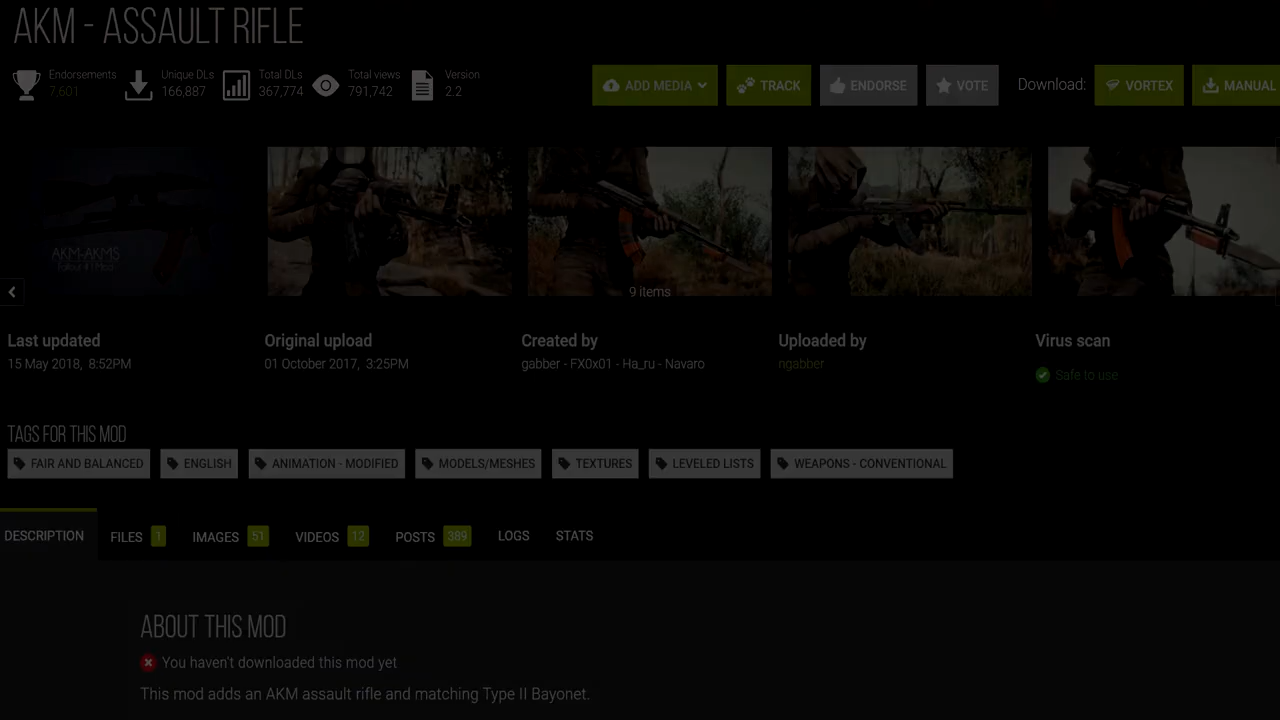 AKM - ASSAULT RIFLE
Endorsements
7,601
Unique DLs
166,887
Total DLs
367,774
Total views
791,742
Version
2.2
ADD MEDIA
TRACK
ENDORSE
VOTE
Download:
VORTEX
MANUAL
AKM-AKMS
Fallout 4 | Mod
9 items
Last updated
15 May 2018, 8:52PM
Original upload
01 October 2017, 3:25PM
Created by
gabber - FX0x01 - Ha_ru - Navaro
Uploaded by
ngabber
Virus scan
Safe to use
TAGS FOR THIS MOD
FAIR AND BALANCED
ENGLISH
ANIMATION - MODIFIED
MODELS/MESHES
TEXTURES
LEVELED LISTS
WEAPONS - CONVENTIONAL
DESCRIPTION
FILES 1
IMAGES 51
VIDEOS 12
POSTS 389
LOGS
STATS
ABOUT THIS MOD
You haven't downloaded this mod yet
This mod adds an AKM assault rifle and matching Type II Bayonet.